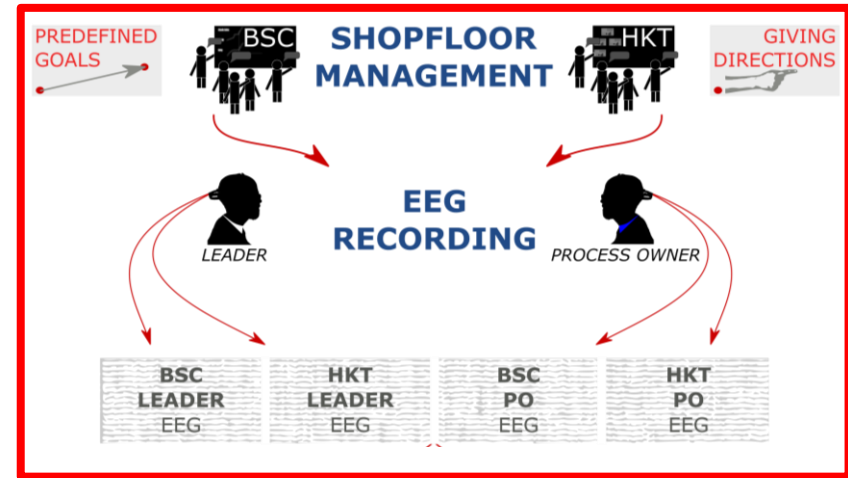 PREDEFINED
GOALS
BSC
SHOPFLOOR
MANAGEMENT
HKT
GIVING
DIRECTIONS
EEG
RECORDING
LEADER
PROCESS OWNER
BSC
LEADER
EEG
HKT
LEADER
EEG
BSC
PO
EEG
HKT
PO
EEG